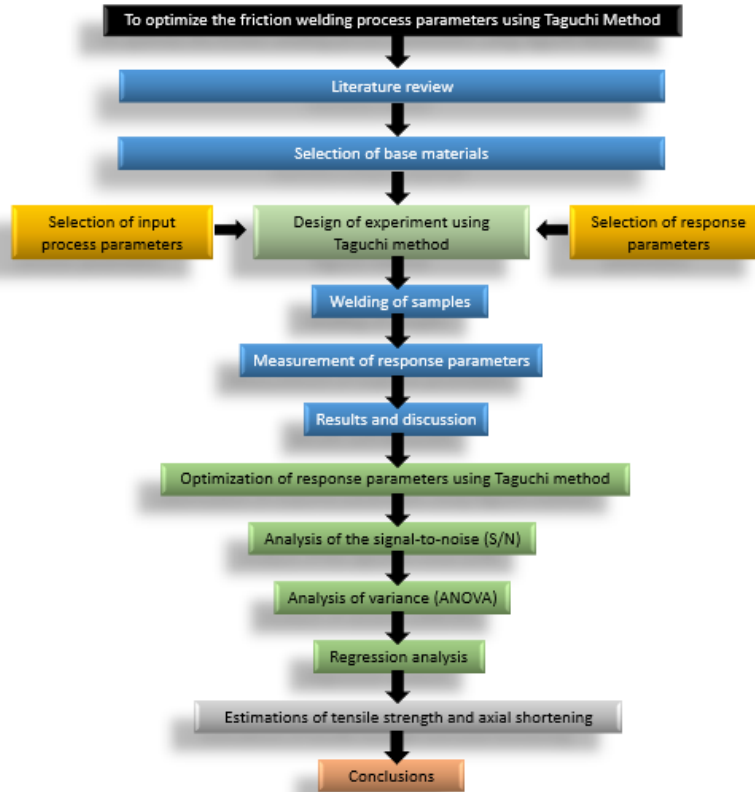 To optimize the friction welding process parameters using Taguchi Method
Literature review
Selection of base materials
Selection of input
process parameters
Design of experiment using
Taguchi method
Selection of response
parameters
Welding of samples
Measurement of response parameters
Results and discussion
Optimization of response parameters using Taguchi method
Analysis of the signal-to-noise (S/N)
Analysis of variance (ANOVA)
Regression analysis
Estimations of tensile strength and axial shortening
Conclusions